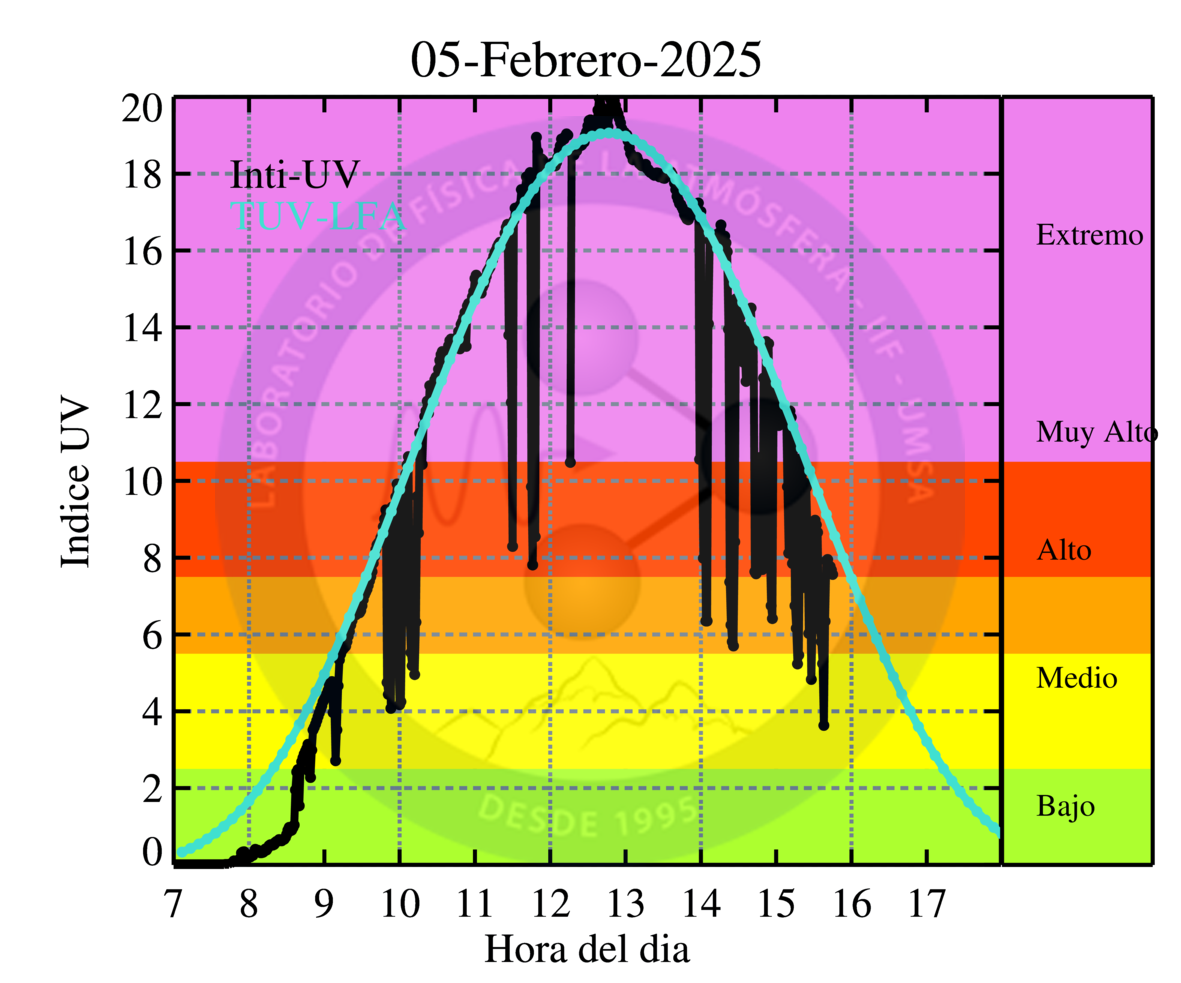 05-Febrero-2025
20
18
16
14
12
10
8
6
4
2
0
Indice UV
Inti-UV
TUV-LFA
LABORATORIO DE FÍSICA DE LA ATMÓSFERA - IIF - UMSA
DESDE 1995
Extremo
Muy Alto
Alto
Medio
Bajo
7 8 9 10 11 12 13 14 15 16 17
Hora del dia